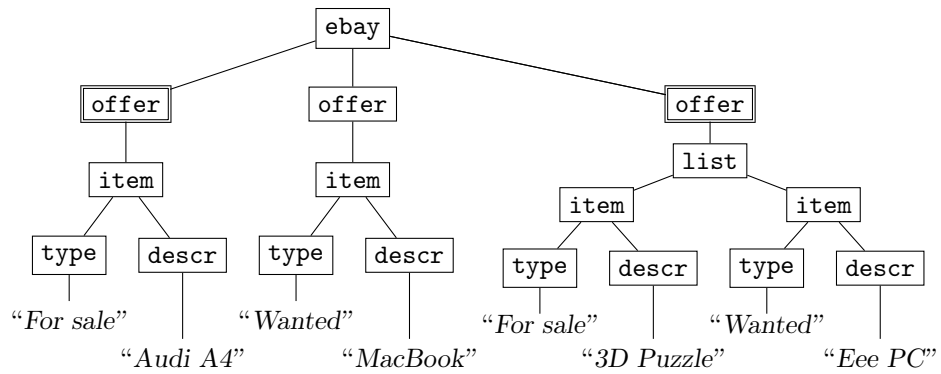 ebay
offer offer offer
list
item item
item item
type descr type descr
type descr type descr
“For sale” “Wanted” “For sale” “Wanted”
“Audi A4” “MacBook” “3D Puzzle” “Eee PC”